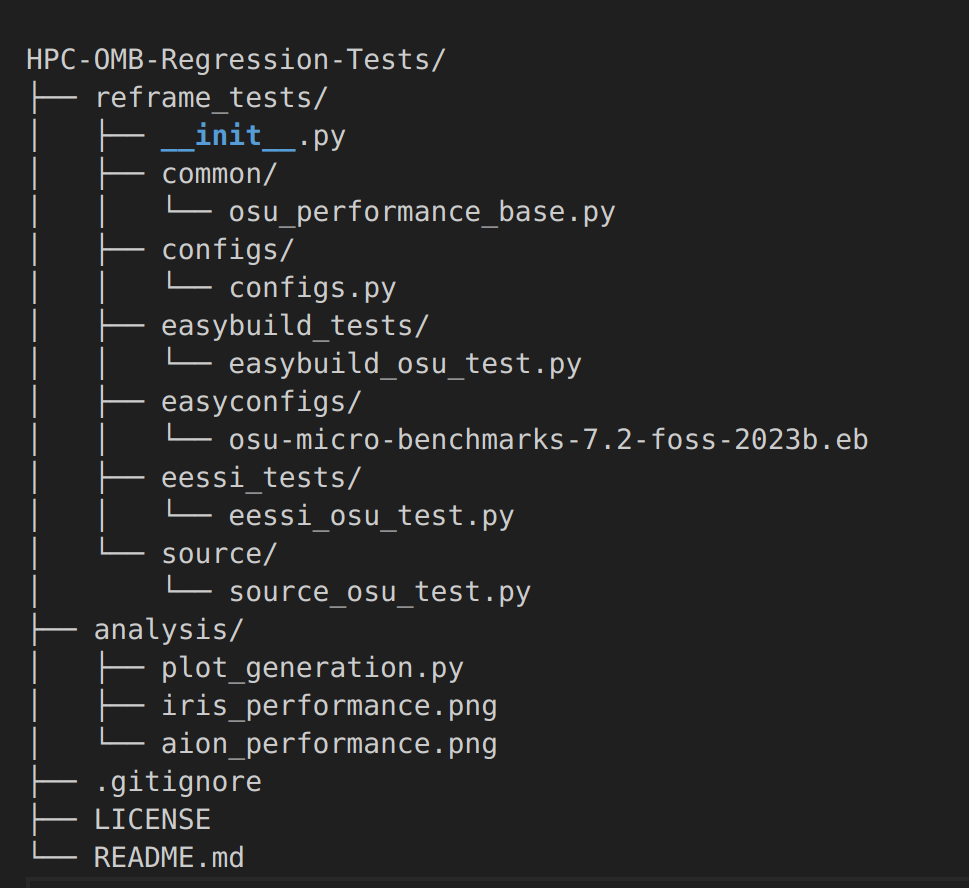 HPC-OMB-Regression-Tests/
├── reframe_tests/
│   ├── __init__.py
│   ├── common/
│   │   └── osu_performance_base.py
│   ├── configs/
│   │   └── configs.py
│   ├── easybuild_tests/
│   │   └── easybuild_osu_test.py
│   ├── easyconfigs/
│   │   └── osu-micro-benchmarks-7.2-foss-2023b.eb
│   ├── eessi_tests/
│   │   └── eessi_osu_test.py
│   └── source/
│       └── source_osu_test.py
├── analysis/
│   ├── plot_generation.py
│   ├── iris_performance.png
│   └── aion_performance.png
├── .gitignore
├── LICENSE
└── README.md